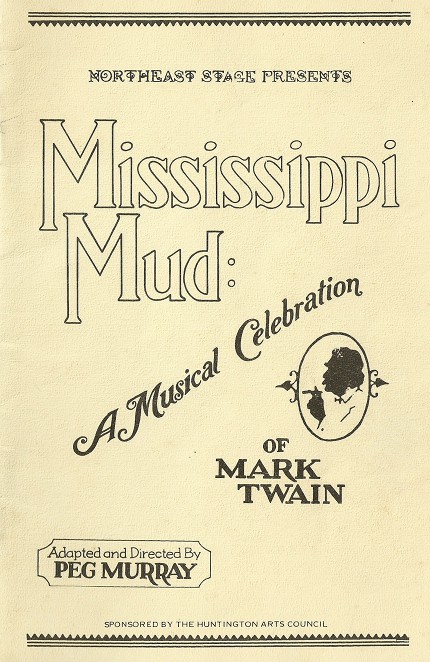 NORTHEAST STAGE PRESENTS
Mississippi
Mud:
A Musical Celebration
OF
MARK
TWAIN
Adapted and Directed By
PEG MURRAY
SPONSORED BY THE HUNTINGTON ARTS COUNCIL